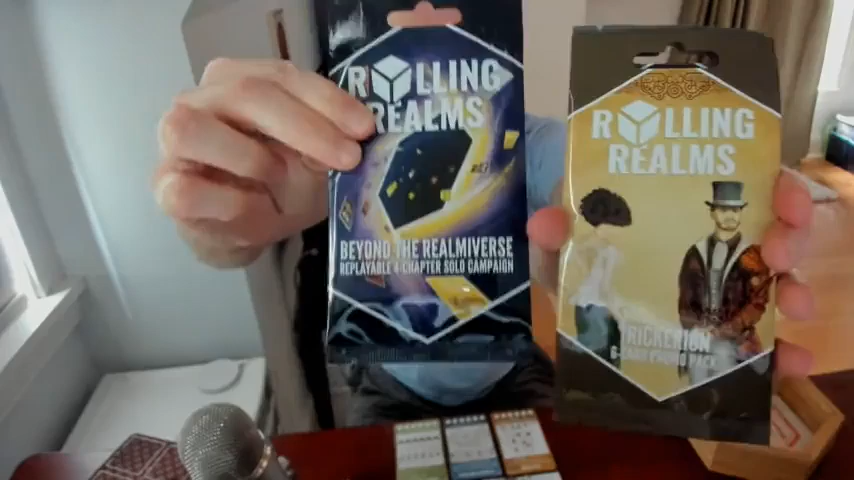 ROLLING
REALMS
BEYOND THE REALMIVERSE
REPLAYABLE 4-CHAPTER SOLO CAMPAIGN
ROLLING
REALMS
TRICKERION